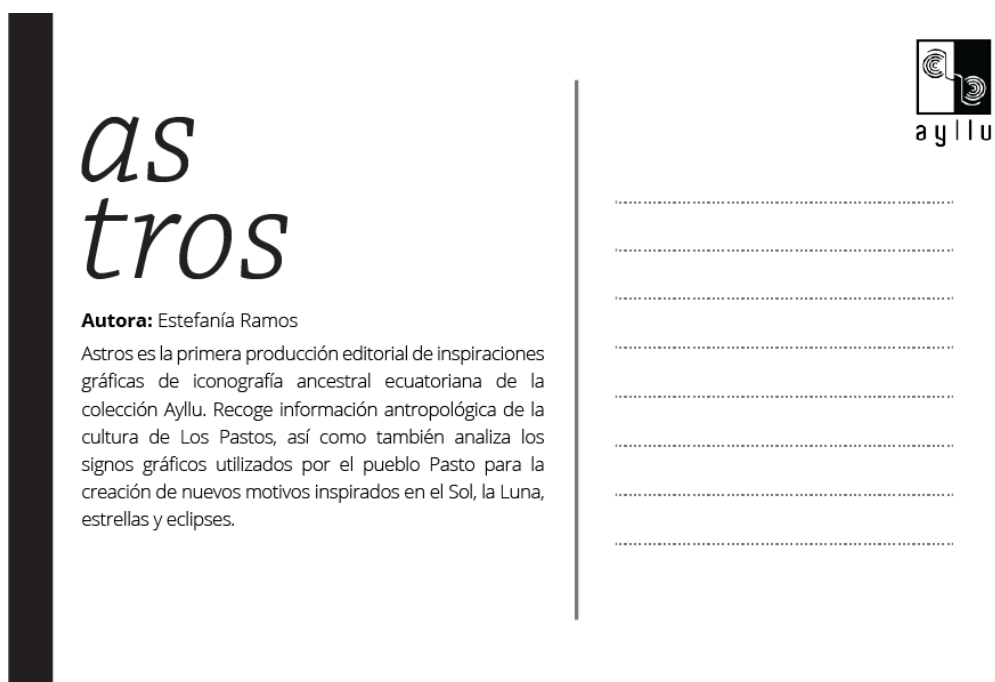 as
tros
Autora: Estefanía Ramos
Astros es la primera producción editorial de inspiraciones
gráficas de iconografía ancestral ecuatoriana de la
colección Ayllu. Recoge información antropológica de la
cultura de Los Pastos, así como también analiza los
signos gráficos utilizados por el pueblo Pasto para la
creación de nuevos motivos inspirados en el Sol, la Luna,
estrellas y eclipses.
ayllu